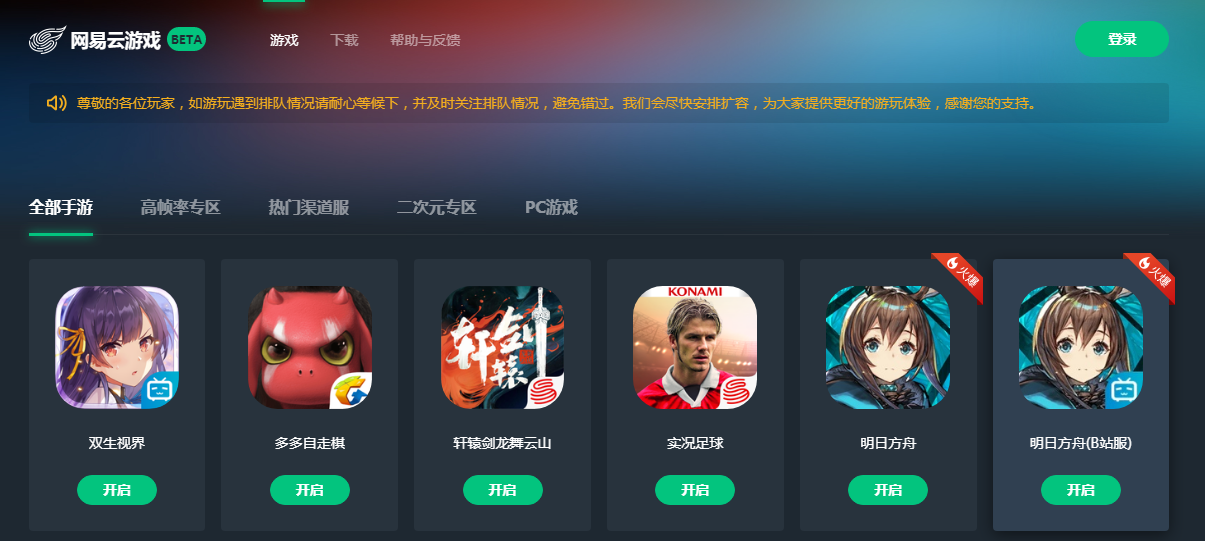 网易云游戏 BETA 游戏 下载 帮助与反馈 登录
尊敬的各位玩家，如游玩遇到排队情况请耐心等候下，并及时关注排队情况，避免错过。我们会尽快安排扩容，为大家提供更好的游玩体验，感谢您的支持。
全部手游 高帧率专区 热门渠道服 二次元专区 PC游戏
火爆 火爆
轩辕剑 KONAMI
双生视界 多多自走棋 轩辕剑龙舞云山 实况足球 明日方舟 明日方舟(B站服)
开启 开启 开启 开启 开启 开启